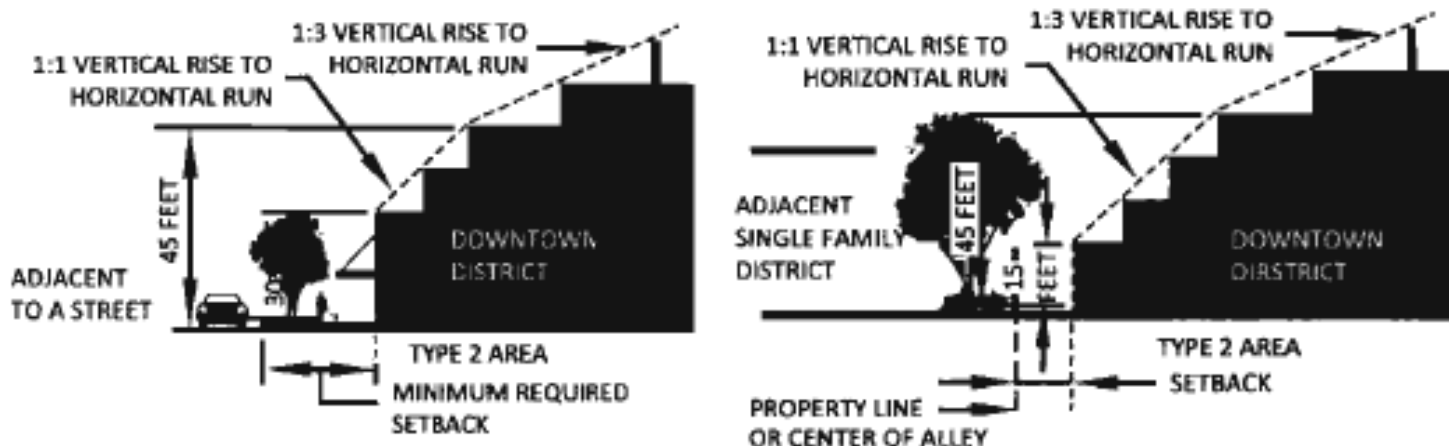 1:3 VERTICAL RISE TO
HORIZONTAL RUN
1:1 VERTICAL RISE TO
HORIZONTAL RUN
45 FEET
30
DOWNTOWN
DISTRICT
ADJACENT
TO A STREET
TYPE 2 AREA
MINIMUM REQUIRED
SETBACK
1:3 VERTICAL RISE TO
HORIZONTAL RUN
1:1 VERTICAL RISE TO
HORIZONTAL RUN
ADJACENT
SINGLE FAMILY
DISTRICT
45 FEET
15
FEET
DOWNTOWN
DIRSTRICT
TYPE 2 AREA
SETBACK
PROPERTY LINE
OR CENTER OF ALLEY